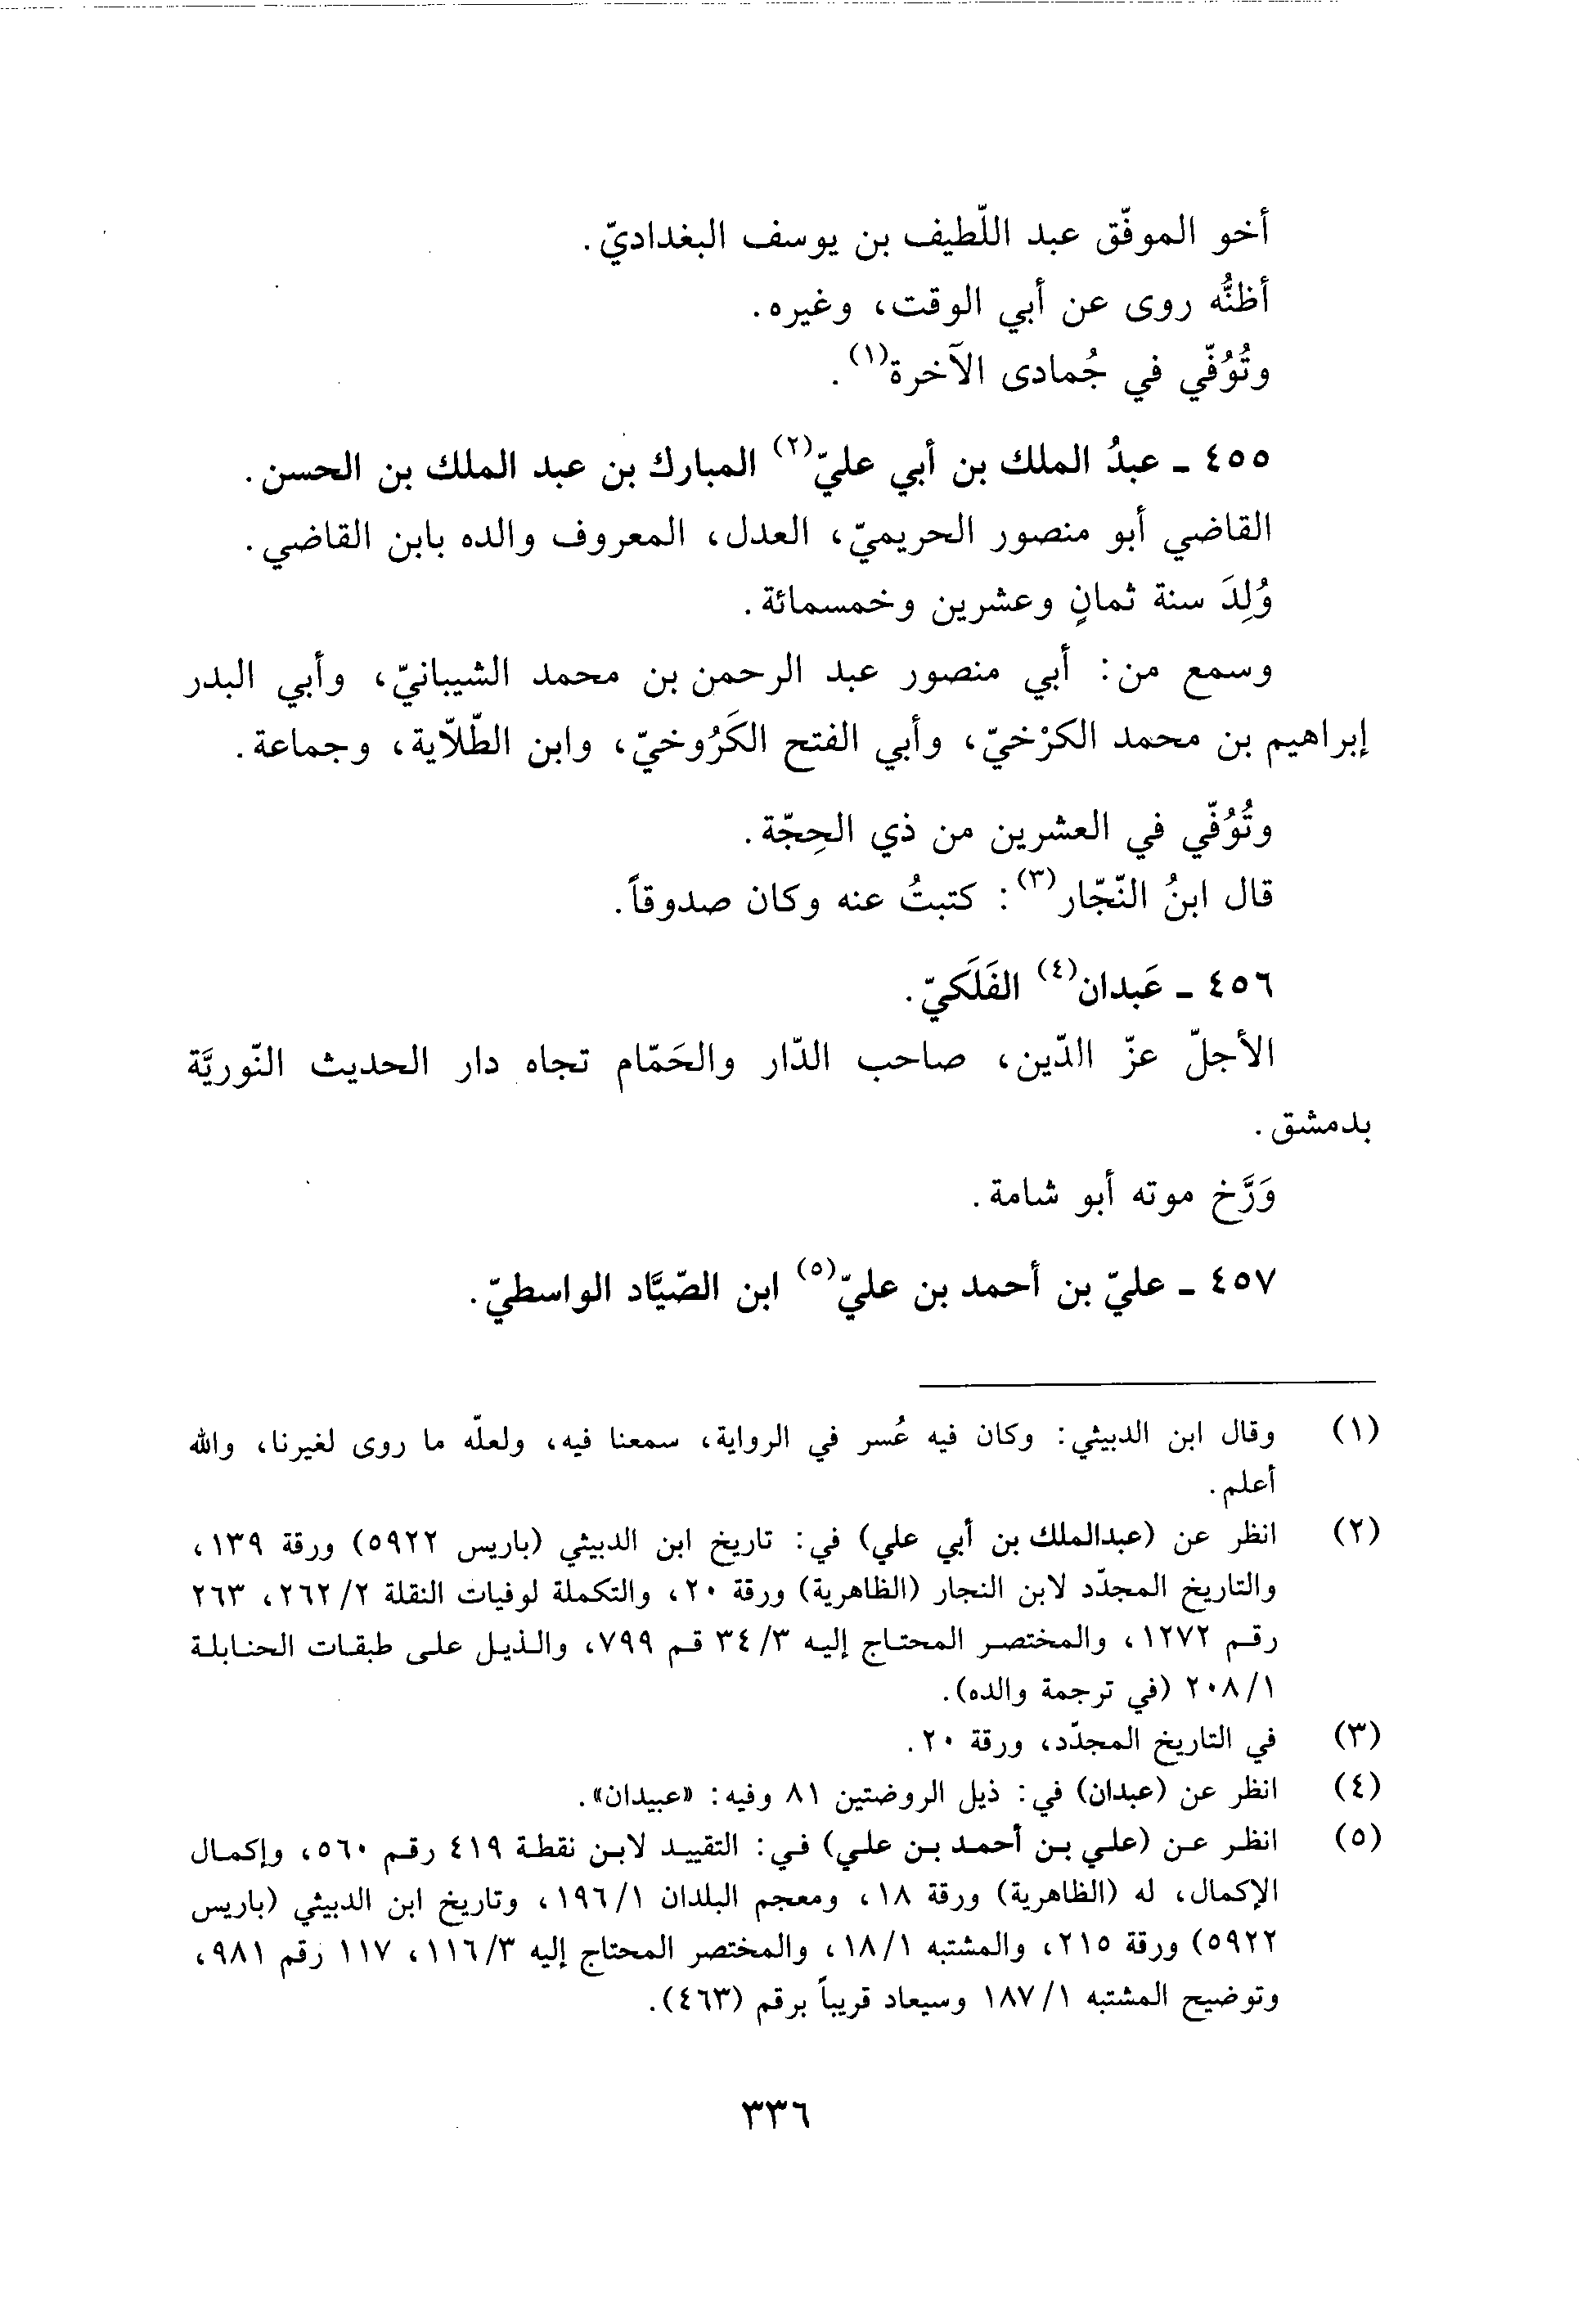 أخو الموفّق عبد اللّطيف بن يوسف البغداديّ.
أظنُّه روى عن أبي الوقت، وغيره.
وتُوُفّي في جُمادى الآخرة(١).
٤٥٥ ـ عبدُ الملك بن أبي عليّ(٢) المبارك بن عبد الملك بن الحسن.
القاضي أبو منصور الحريميّ، العدل، المعروف والده بابن القاضي.
وُلِدَ سنة ثمانٍ وعشرين وخمسمائة.
وسمع من: أبي منصور عبد الرحمن بن محمد الشيبانيّ، وأبي البدر
إبراهيم بن محمد الكرْخيّ، وأبي الفتح الكَرُوخيّ، وابن الطّلّاية، وجماعة.
وتُوُفّي في العشرين من ذي الحِجّة.
قال ابنُ النّجّار(٣): كتبتُ عنه وكان صدوقاً.
٤٥٦ ـ عَبدان(٤) الفَلَكيّ.
الأجلّ عزّ الدّين، صاحب الدّار والحَمّام تجاه دار الحديث النّوريَّة
بدمشق.
وَرَّخ موته أبو شامة.
٤٥٧ ـ عليّ بن أحمد بن عليّ(٥) ابن الصّيَّاد الواسطيّ.
(١) وقال ابن الدبيثي: وكان فيه عُسر في الرواية، سمعنا فيه، ولعلّه ما روى لغيرنا، والله
أعلم.
(٢) انظر عن (عبدالملك بن أبي علي) في: تاريخ ابن الدبيثي (باريس ٥٩٢٢) ورقة ١٣٩،
والتاريخ المجدّد لابن النجار (الظاهرية) ورقة ٢٠، والتكملة لوفيات النقلة ٢/ ٢٦٢، ٢٦٣
رقم ١٢٧٢، والمختصر المحتاج إليه ٣/ ٣٤ قم ٧٩٩، والذيل على طبقات الحنابلة
١/ ٢٠٨ (في ترجمة والده).
(٣) في التاريخ المجدّد، ورقة ٢٠.
(٤) انظر عن (عبدان) في: ذيل الروضتين ٨١ وفيه: «عبيدان».
(٥) انظر عن (علي بن أحمد بن علي) في: التقييد لابن نقطة ٤١٩ رقم ٥٦٠، وإكمال
الإكمال، له (الظاهرية) ورقة ١٨، ومعجم البلدان ١/ ١٩٦، وتاريخ ابن الدبيثي (باريس
٥٩٢٢) ورقة ٢١٥، والمشتبه ١/ ١٨، والمختصر المحتاج إليه ٣/ ١١٦، ١١٧ رقم ٩٨١،
وتوضيح المشتبه ١/ ١٨٧ وسيعاد قريباً برقم (٤٦٣).
٣٣٦